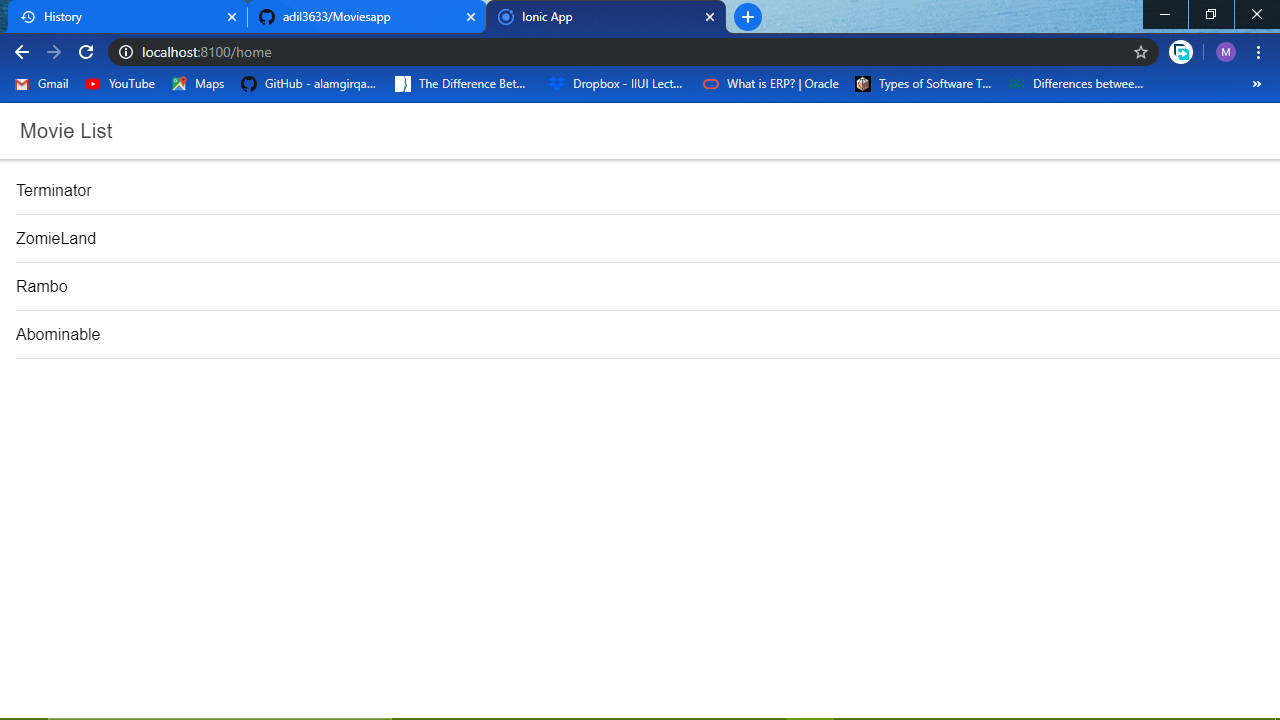 History
adil3633/Moviesapp
Ionic App
localhost:8100/home
M
Gmail
YouTube
Maps
GitHub - alamgirqa...
The Difference Bet...
Dropbox - IIUI Lect...
What is ERP? | Oracle
Types of Software T...
Differences betwee...
»
Movie List
Terminator
ZomieLand
Rambo
Abominable